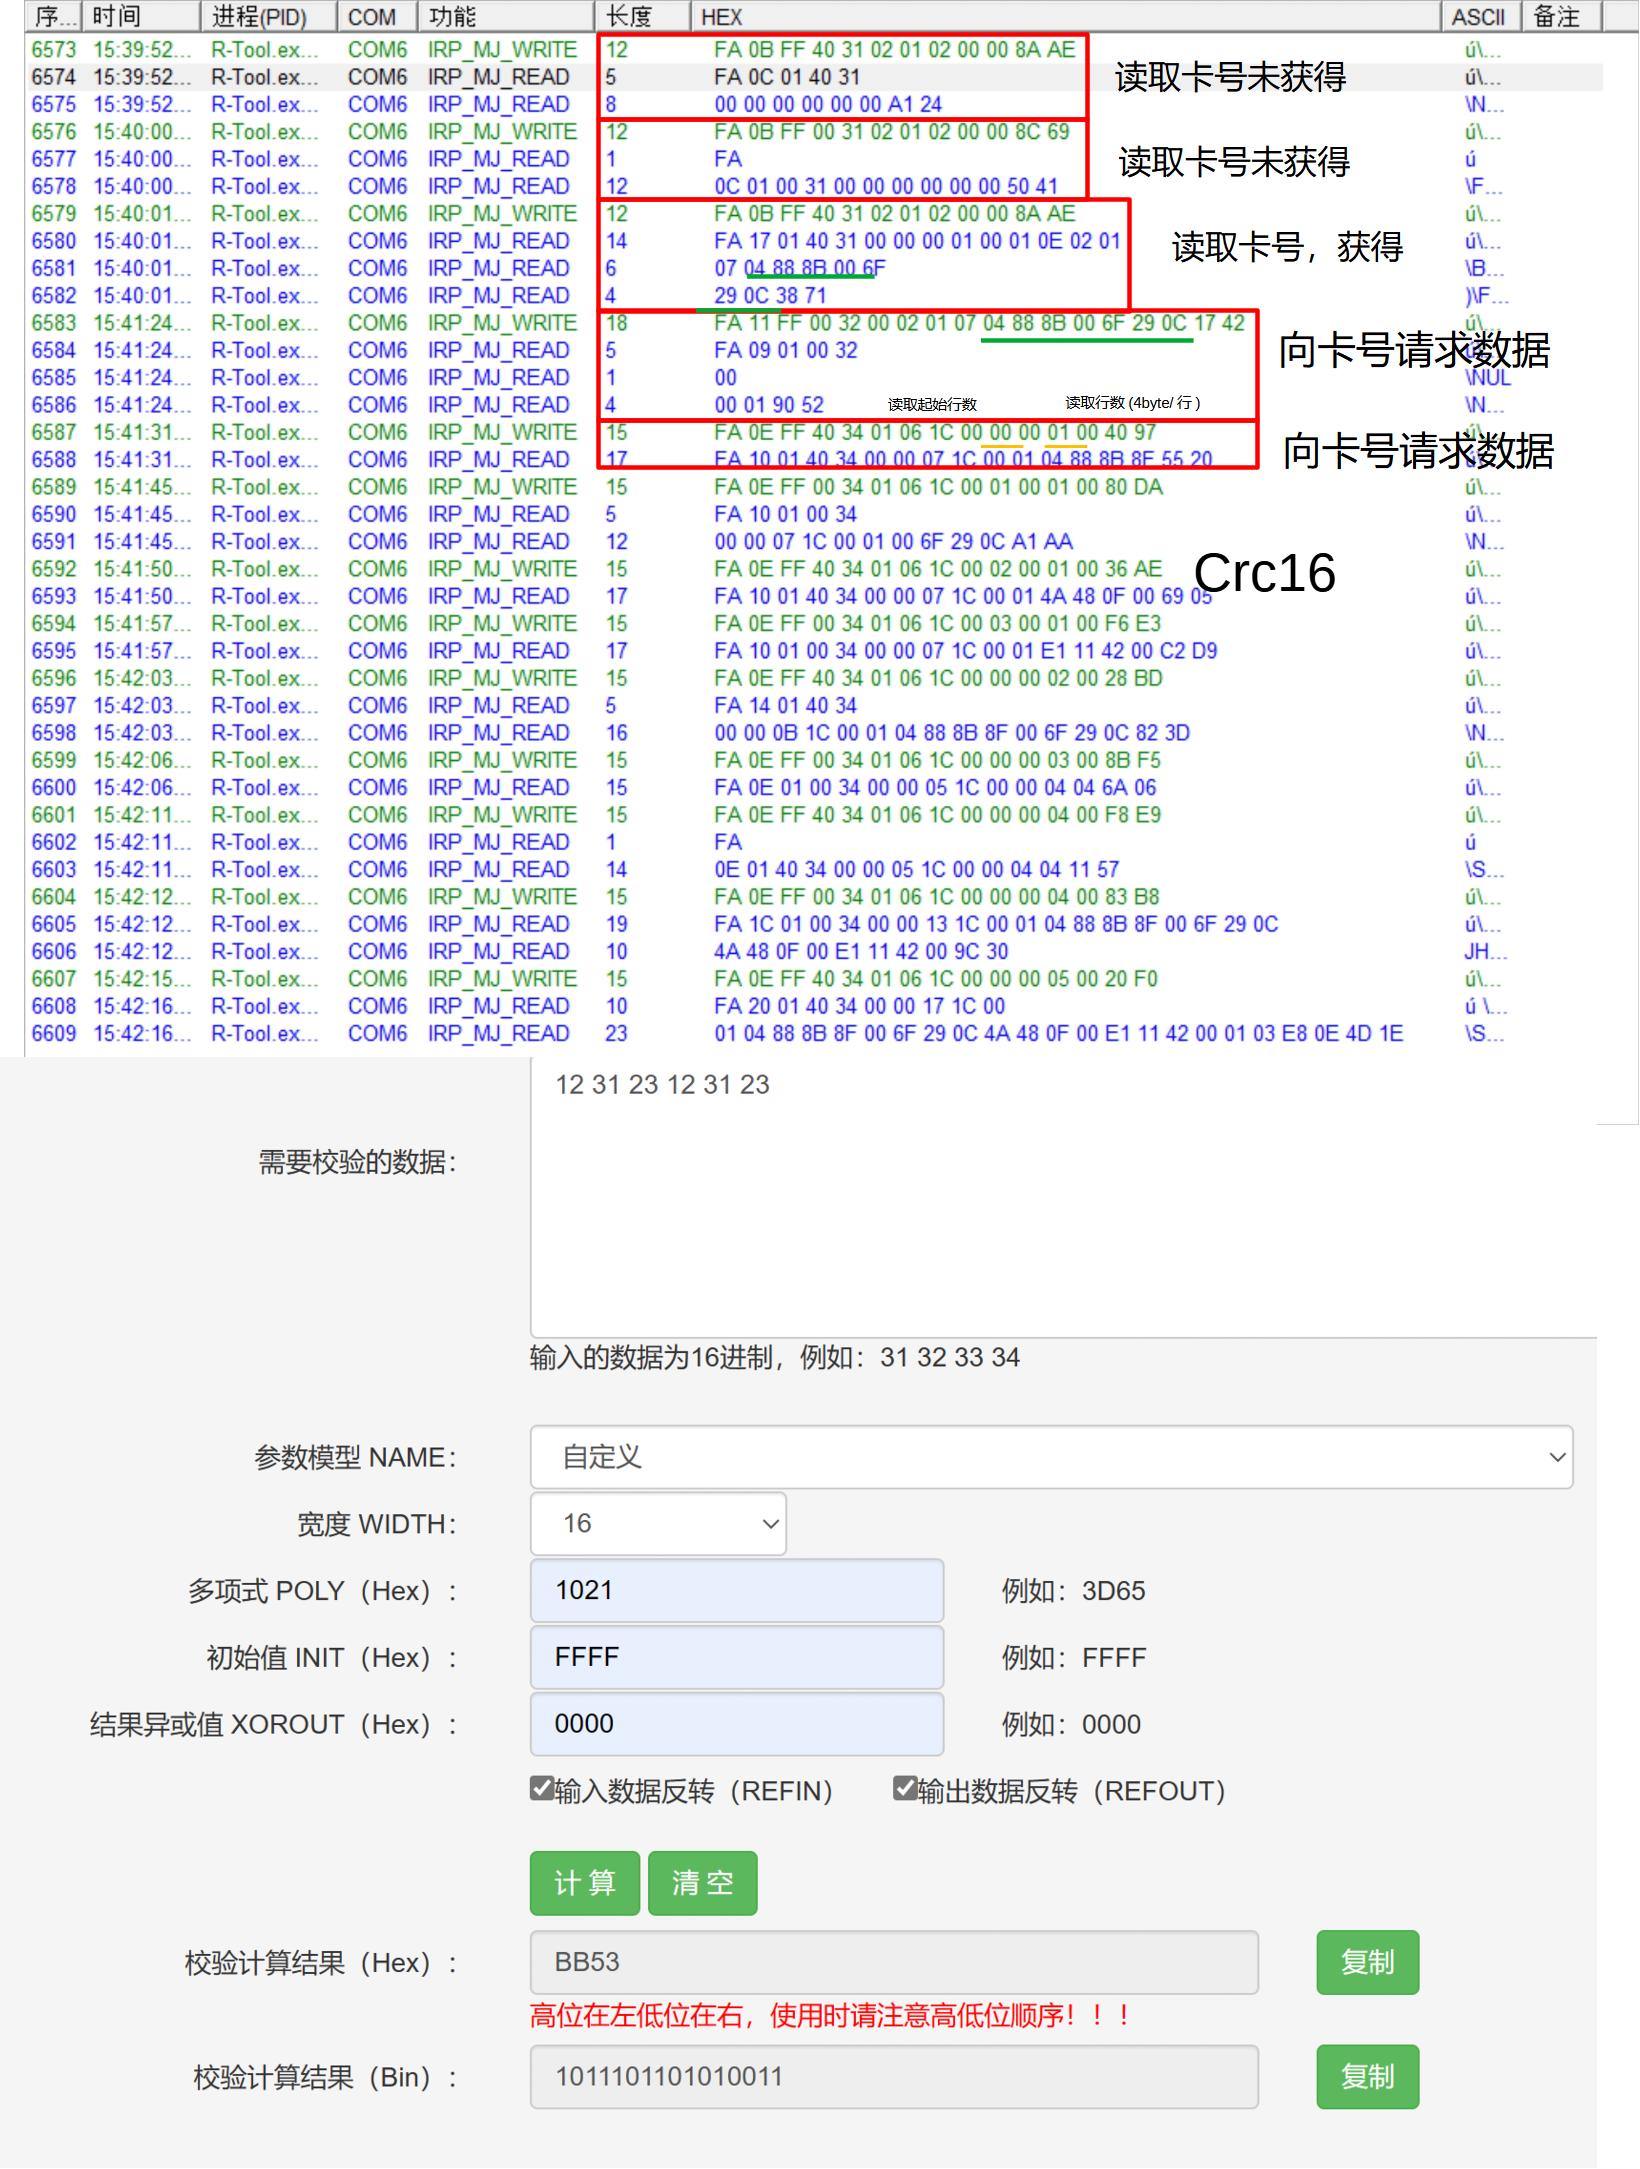 序... 时间 进程(PID) COM 功能 长度 HEX ASCII 备注
6573 15:39:52... R-Tool.ex... COM6 IRP_MJ_WRITE 12 FA 0B FF 40 31 02 01 02 00 00 8A AE ú\...
6574 15:39:52... R-Tool.ex... COM6 IRP_MJ_READ 5 FA 0C 01 40 31 ú\...
读取卡号未获得
6575 15:39:52... R-Tool.ex... COM6 IRP_MJ_READ 8 00 00 00 00 00 00 A1 24 \N...
6576 15:40:00... R-Tool.ex... COM6 IRP_MJ_WRITE 12 FA 0B FF 00 31 02 01 02 00 00 8C 69 ú\...
6577 15:40:00... R-Tool.ex... COM6 IRP_MJ_READ 1 FA ú
读取卡号未获得
6578 15:40:00... R-Tool.ex... COM6 IRP_MJ_READ 12 0C 01 00 31 00 00 00 00 00 00 50 41 \F...
6579 15:40:01... R-Tool.ex... COM6 IRP_MJ_WRITE 12 FA 0B FF 40 31 02 01 02 00 00 8A AE ú\...
6580 15:40:01... R-Tool.ex... COM6 IRP_MJ_READ 14 FA 17 01 40 31 00 00 00 01 00 01 0E 02 01 ú\...
读取卡号，获得
6581 15:40:01... R-Tool.ex... COM6 IRP_MJ_READ 6 07 04 88 8B 00 6F \B...
6582 15:40:01... R-Tool.ex... COM6 IRP_MJ_READ 4 29 0C 38 71 )\F...
6583 15:41:24... R-Tool.ex... COM6 IRP_MJ_WRITE 18 FA 11 FF 00 32 00 02 01 07 04 88 8B 00 6F 29 0C 17 42 ú\...
6584 15:41:24... R-Tool.ex... COM6 IRP_MJ_READ 5 FA 09 01 00 32
向卡号请求数据
6585 15:41:24... R-Tool.ex... COM6 IRP_MJ_READ 1 00 \NUL
6586 15:41:24... R-Tool.ex... COM6 IRP_MJ_READ 4 00 01 90 52 \N...
读取起始行数 读取行数 (4byte/ 行 )
6587 15:41:31... R-Tool.ex... COM6 IRP_MJ_WRITE 15 FA 0E FF 40 34 01 06 1C 00 00 00 01 00 40 97 ú\...
6588 15:41:31... R-Tool.ex... COM6 IRP_MJ_READ 17 FA 10 01 40 34 00 00 07 1C 00 01 04 88 8B 8F 55 20
向卡号请求数据
6589 15:41:45... R-Tool.ex... COM6 IRP_MJ_WRITE 15 FA 0E FF 00 34 01 06 1C 00 01 00 01 00 80 DA ú\...
6590 15:41:45... R-Tool.ex... COM6 IRP_MJ_READ 5 FA 10 01 00 34 ú\...
6591 15:41:45... R-Tool.ex... COM6 IRP_MJ_READ 12 00 00 07 1C 00 01 00 6F 29 0C A1 AA \N...
6592 15:41:50... R-Tool.ex... COM6 IRP_MJ_WRITE 15 FA 0E FF 40 34 01 06 1C 00 02 00 01 00 36 AE ú\...
Crc16
6593 15:41:50... R-Tool.ex... COM6 IRP_MJ_READ 17 FA 10 01 40 34 00 00 07 1C 00 01 4A 48 0F 00 69 05 ú\...
6594 15:41:57... R-Tool.ex... COM6 IRP_MJ_WRITE 15 FA 0E FF 00 34 01 06 1C 00 03 00 01 00 F6 E3 ú\...
6595 15:41:57... R-Tool.ex... COM6 IRP_MJ_READ 17 FA 10 01 00 34 00 00 07 1C 00 01 E1 11 42 00 C2 D9 ú\...
6596 15:42:03... R-Tool.ex... COM6 IRP_MJ_WRITE 15 FA 0E FF 40 34 01 06 1C 00 00 00 02 00 28 BD ú\...
6597 15:42:03... R-Tool.ex... COM6 IRP_MJ_READ 5 FA 14 01 40 34 ú\...
6598 15:42:03... R-Tool.ex... COM6 IRP_MJ_READ 16 00 00 0B 1C 00 01 04 88 8B 8F 00 6F 29 0C 82 3D \N...
6599 15:42:06... R-Tool.ex... COM6 IRP_MJ_WRITE 15 FA 0E FF 00 34 01 06 1C 00 00 00 03 00 8B F5 ú\...
6600 15:42:06... R-Tool.ex... COM6 IRP_MJ_READ 15 FA 0E 01 00 34 00 00 05 1C 00 00 04 04 6A 06 ú\...
6601 15:42:11... R-Tool.ex... COM6 IRP_MJ_WRITE 15 FA 0E FF 40 34 01 06 1C 00 00 00 04 00 F8 E9 ú\...
6602 15:42:11... R-Tool.ex... COM6 IRP_MJ_READ 1 FA ú
6603 15:42:11... R-Tool.ex... COM6 IRP_MJ_READ 14 0E 01 40 34 00 00 05 1C 00 00 04 04 11 57 \S...
6604 15:42:12... R-Tool.ex... COM6 IRP_MJ_WRITE 15 FA 0E FF 00 34 01 06 1C 00 00 00 04 00 83 B8 ú\...
6605 15:42:12... R-Tool.ex... COM6 IRP_MJ_READ 19 FA 1C 01 00 34 00 00 13 1C 00 01 04 88 8B 8F 00 6F 29 0C ú\...
6606 15:42:12... R-Tool.ex... COM6 IRP_MJ_READ 10 4A 48 0F 00 E1 11 42 00 9C 30 JH...
6607 15:42:15... R-Tool.ex... COM6 IRP_MJ_WRITE 15 FA 0E FF 40 34 01 06 1C 00 00 00 05 00 20 F0 ú\...
6608 15:42:16... R-Tool.ex... COM6 IRP_MJ_READ 10 FA 20 01 40 34 00 00 17 1C 00 ú \...
6609 15:42:16... R-Tool.ex... COM6 IRP_MJ_READ 23 01 04 88 8B 8F 00 6F 29 0C 4A 48 0F 00 E1 11 42 00 01 03 E8 0E 4D 1E \S...
12 31 23 12 31 23
需要校验的数据：
输入的数据为16进制，例如：31 32 33 34
参数模型 NAME： 自定义
宽度 WIDTH： 16
多项式 POLY（Hex）： 1021 例如：3D65
初始值 INIT（Hex）： FFFF 例如：FFFF
结果异或值 XOROUT（Hex）： 0000 例如：0000
输入数据反转（REFIN） 输出数据反转（REFOUT）
计 算 清 空
校验计算结果（Hex）： BB53 复制
高位在左低位在右，使用时请注意高低位顺序！！！
校验计算结果（Bin）： 1011101101010011 复制